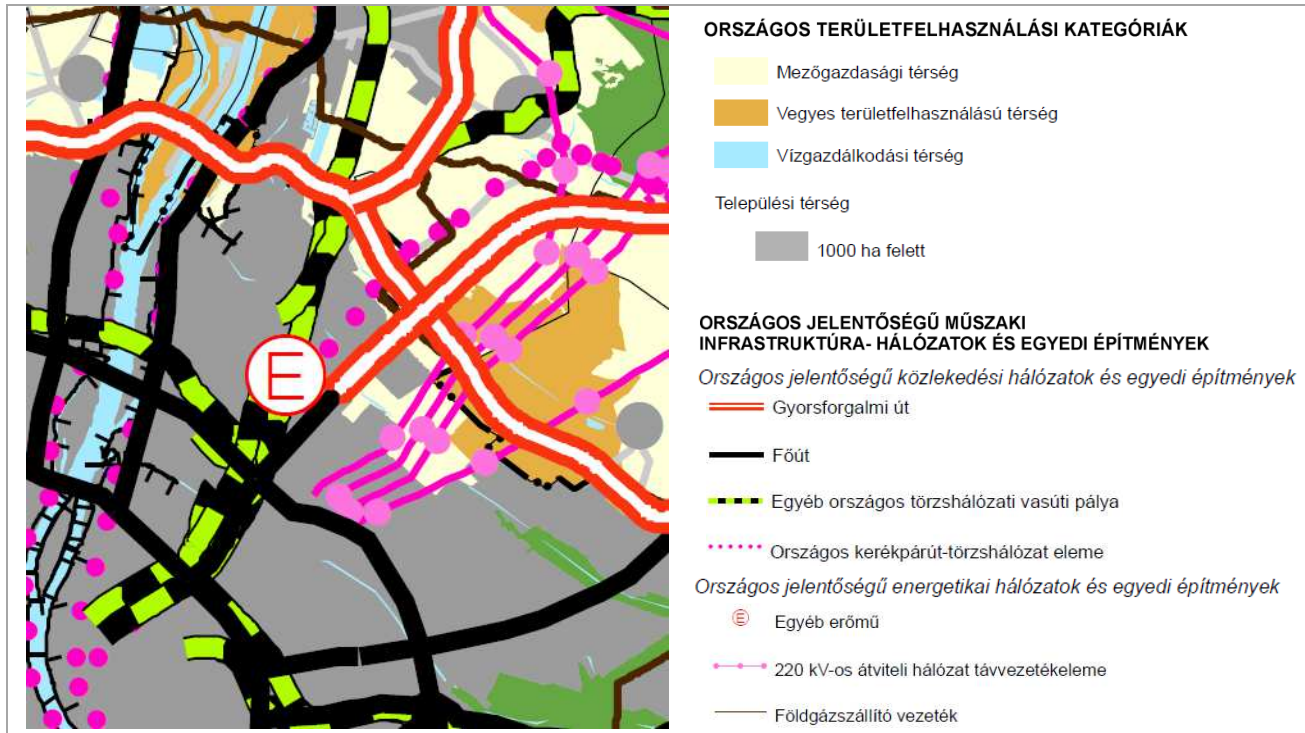 ORSZÁGOS TERÜLETFELHASZNÁLÁSI KATEGÓRIÁK
Mezőgazdasági térség
Vegyes területfelhasználású térség
Vízgazdálkodási térség
Települési térség
1000 ha felett
ORSZÁGOS JELENTŐSÉGŰ MŰSZAKI
INFRASTRUKTÚRA- HÁLÓZATOK ÉS EGYEDI ÉPÍTMÉNYEK
Országos jelentőségű közlekedési hálózatok és egyedi építmények
Gyorsforgalmi út
Főút
Egyéb országos törzshálózati vasúti pálya
Országos kerékpárút-törzshálózat eleme
Országos jelentőségű energetikai hálózatok és egyedi építmények
E Egyéb erőmű
220 kV-os átviteli hálózat távvezetékeleme
Földgázszállító vezeték
E